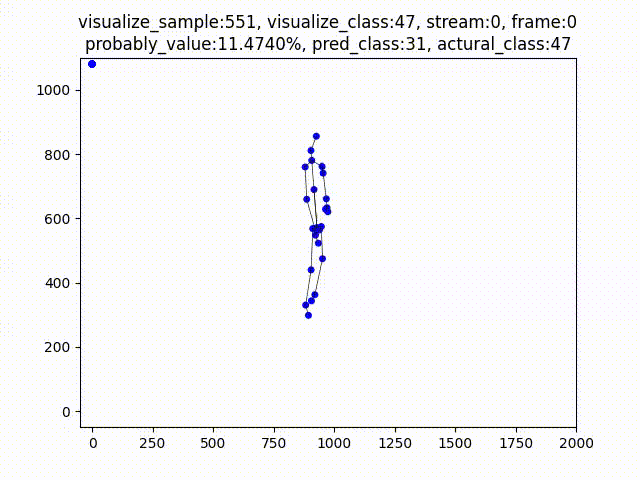 visualize_sample:551, visualize_class:47, stream:0, frame:0
probably_value:11.4740%, pred_class:31, actural_class:47
1000
800
600
400
200
0
0 250 500 750 1000 1250 1500 1750 2000